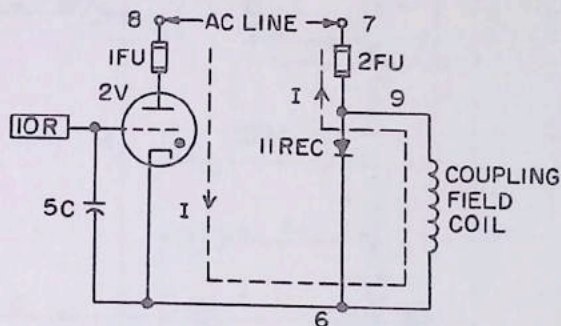 8 AC LINE 7
1FU 2FU
2V I 9
10R
11REC
5C I COUPLING
FIELD
COIL
6